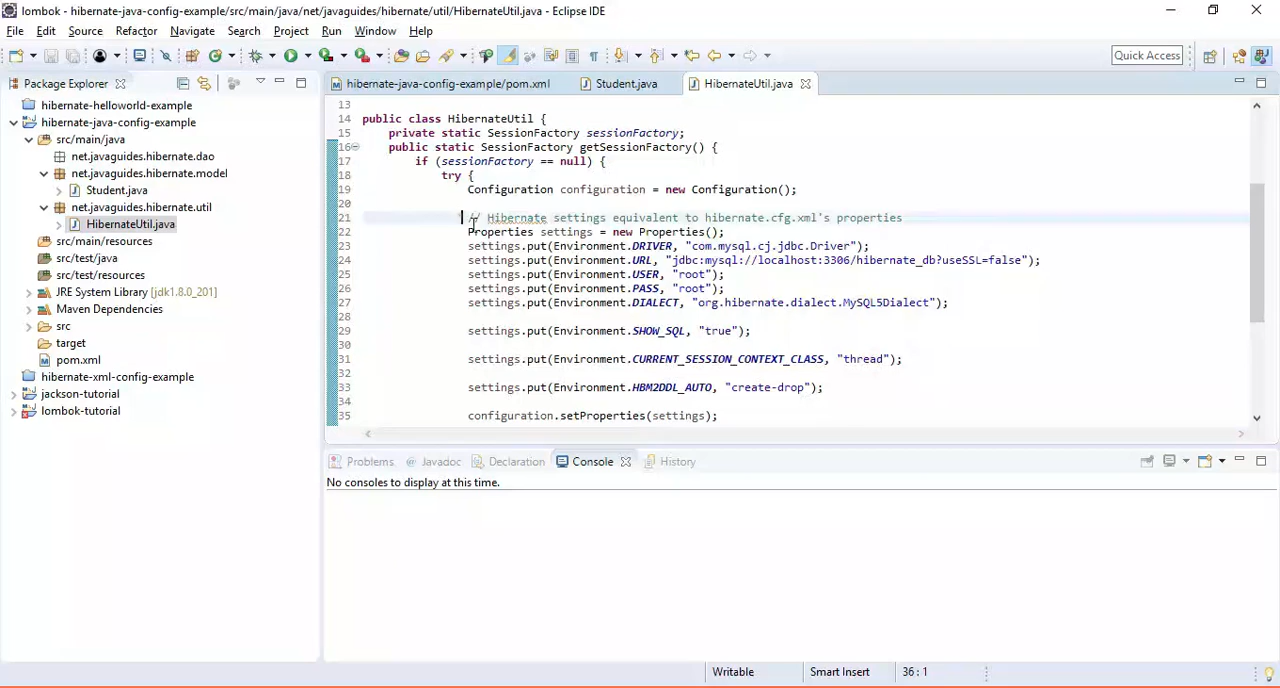 lombok - hibernate-java-config-example/src/main/java/net/javaguides/hibernate/util/HibernateUtil.java - Eclipse IDE
File Edit Source Refactor Navigate Search Project Run Window Help
Quick Access
Package Explorer
hibernate-helloworld-example
hibernate-java-config-example
src/main/java
net.javaguides.hibernate.dao
net.javaguides.hibernate.model
Student.java
net.javaguides.hibernate.util
HibernateUtil.java
src/main/resources
src/test/java
src/test/resources
JRE System Library [jdk1.8.0_201]
Maven Dependencies
src
target
pom.xml
hibernate-xml-config-example
jackson-tutorial
lombok-tutorial
hibernate-java-config-example/pom.xml Student.java HibernateUtil.java
13
14 public class HibernateUtil {
15 private static SessionFactory sessionFactory;
16 public static SessionFactory getSessionFactory() {
17 if (sessionFactory == null) {
18 try {
19 Configuration configuration = new Configuration();
20
21 // Hibernate settings equivalent to hibernate.cfg.xml's properties
22 Properties settings = new Properties();
23 settings.put(Environment.DRIVER, "com.mysql.cj.jdbc.Driver");
24 settings.put(Environment.URL, "jdbc:mysql://localhost:3306/hibernate_db?useSSL=false");
25 settings.put(Environment.USER, "root");
26 settings.put(Environment.PASS, "root");
27 settings.put(Environment.DIALECT, "org.hibernate.dialect.MySQL5Dialect");
28
29 settings.put(Environment.SHOW_SQL, "true");
30
31 settings.put(Environment.CURRENT_SESSION_CONTEXT_CLASS, "thread");
32
33 settings.put(Environment.HBM2DDL_AUTO, "create-drop");
34
35 configuration.setProperties(settings);
Problems Javadoc Declaration Console History
No consoles to display at this time.
Writable Smart Insert 36 : 1